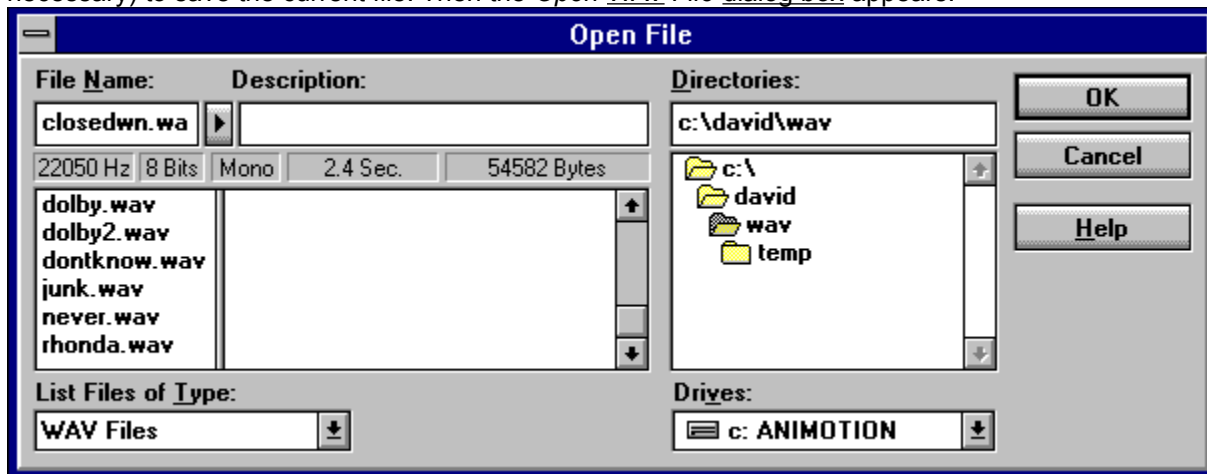 necessary) to save the current file. Then the Open WAV File dialog box appears.
Open File
File Name: Description:
closedwn.wa
22050 Hz 8 Bits Mono 2.4 Sec. 54582 Bytes
dolby.wav
dolby2.wav
dontknow.wav
junk.wav
never.wav
rhonda.wav
List Files of Type:
WAV Files
Directories:
c:\david\wav
c:\
david
wav
temp
Drives:
c: ANIMOTION
OK
Cancel
Help